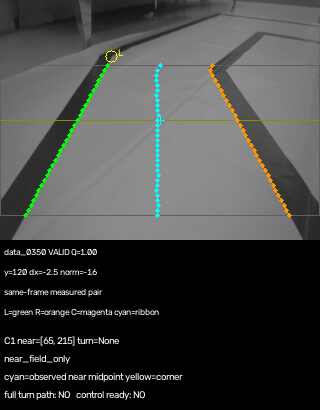 L
data_0350 VALID Q=1.00
y=120 dx=-2.5 norm=-16
same-frame measured pair
L=green R=orange C=magenta cyan=ribbon
C1 near=[65, 215] turn=None
near_field_only
cyan=observed near midpoint yellow=corner
full turn path: NO control ready: NO